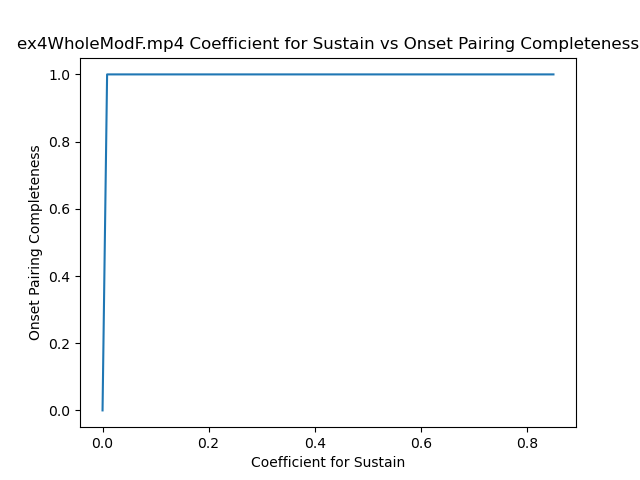 ex4WholeModF.mp4 Coefficient for Sustain vs Onset Pairing Completeness
1.0
0.8
0.6
0.4
0.2
0.0
Onset Pairing Completeness
0.0 0.2 0.4 0.6 0.8
Coefficient for Sustain